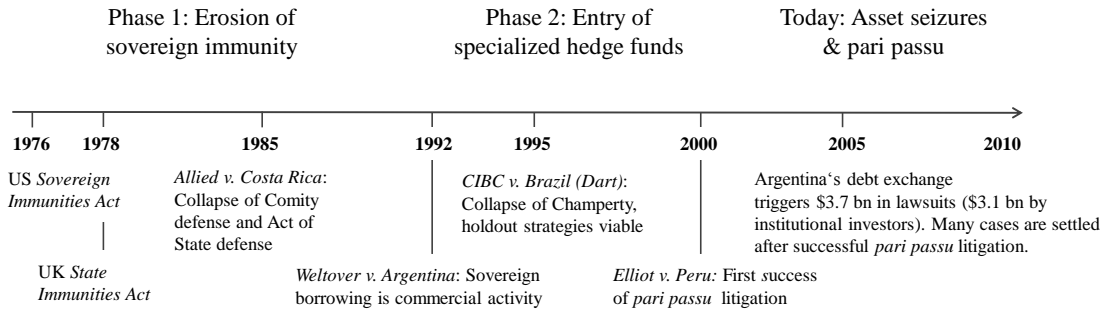 Phase 1: Erosion of
sovereign immunity
Phase 2: Entry of
specialized hedge funds
Today: Asset seizures
& pari passu
1976
1978
1985
1992
1995
2000
2005
2010
US Sovereign
Immunities Act
Allied v. Costa Rica:
Collapse of Comity
defense and Act of
State defense
CIBC v. Brazil (Dart):
Collapse of Champerty,
holdout strategies viable
Argentina‘s debt exchange
triggers $3.7 bn in lawsuits ($3.1 bn by
institutional investors). Many cases are settled
after successful pari passu litigation.
UK State
Immunities Act
Weltover v. Argentina: Sovereign
borrowing is commercial activity
Elliot v. Peru: First success
of pari passu litigation